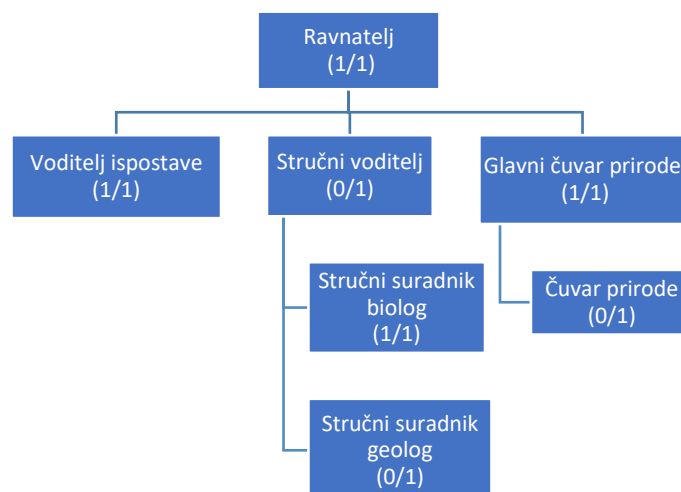 Ravnatelj
(1/1)
Voditelj ispostave
(1/1)
Stručni voditelj
(0/1)
Glavni čuvar prirode
(1/1)
Stručni suradnik
biolog
(1/1)
Čuvar prirode
(0/1)
Stručni suradnik
geolog
(0/1)